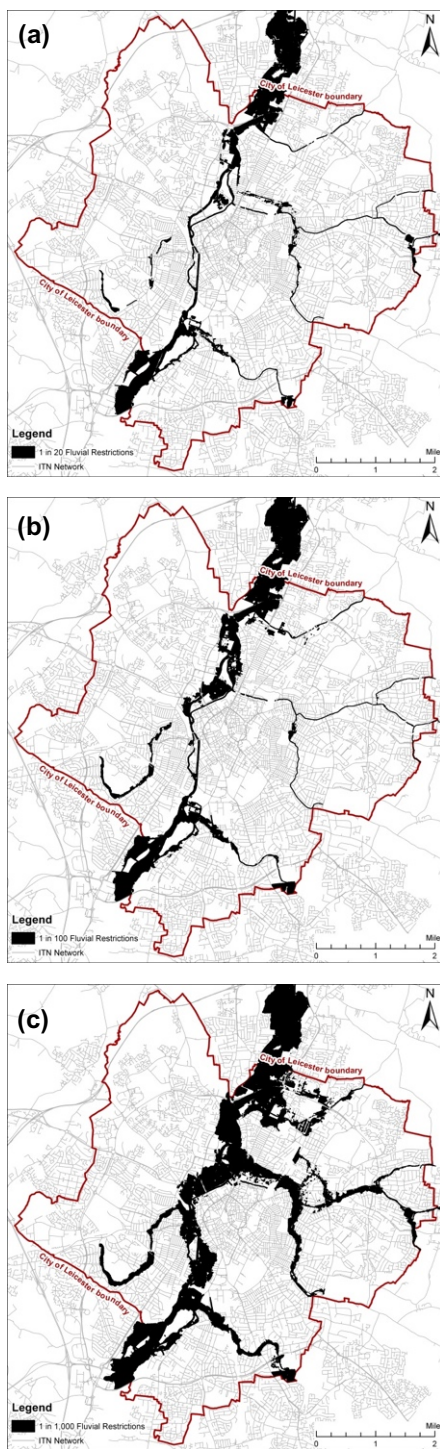 (a)
N
City of Leicester boundary
City of Leicester boundary
Legend
1 in 20 Fluvial Restrictions
ITN Network
Mile
0 1 2
(b)
N
City of Leicester boundary
City of Leicester boundary
Legend
1 in 100 Fluvial Restrictions
ITN Network
Mile
0 1 2
(c)
N
City of Leicester boundary
City of Leicester boundary
Legend
1 in 1,000 Fluvial Restrictions
ITN Network
Mile
0 1 2